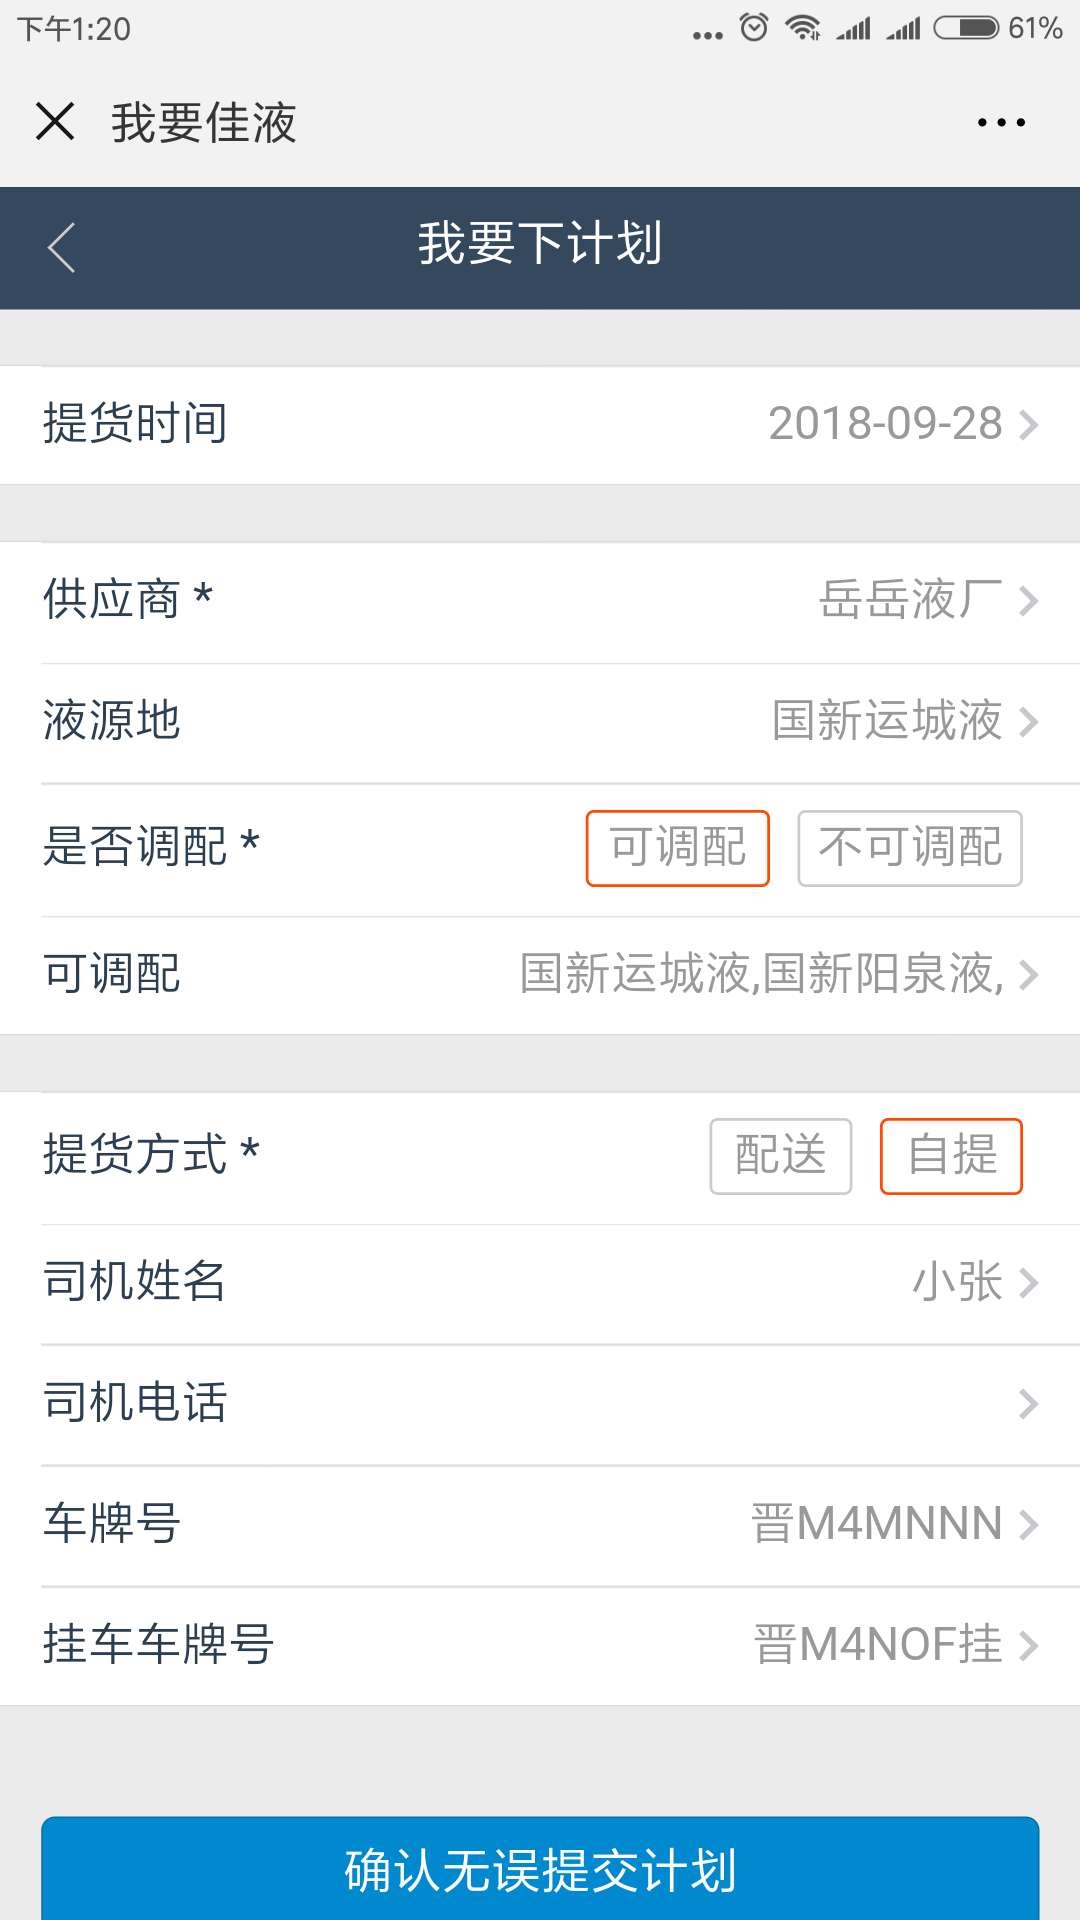 下午1:20
61%
我要佳液
我要下计划
提货时间 2018-09-28
供应商 * 岳岳液厂
液源地 国新运城液
是否调配 * 可调配 不可调配
可调配 国新运城液,国新阳泉液,
提货方式 * 配送 自提
司机姓名 小张
司机电话
车牌号 晋M4MNNN
挂车车牌号 晋M4NOF挂
确认无误提交计划